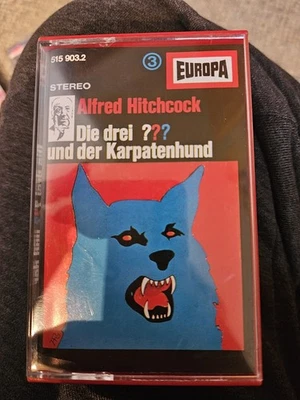 515 903.2
3
EUROPA
STEREO
Alfred Hitchcock
Die drei ???
und der Karpatenhund